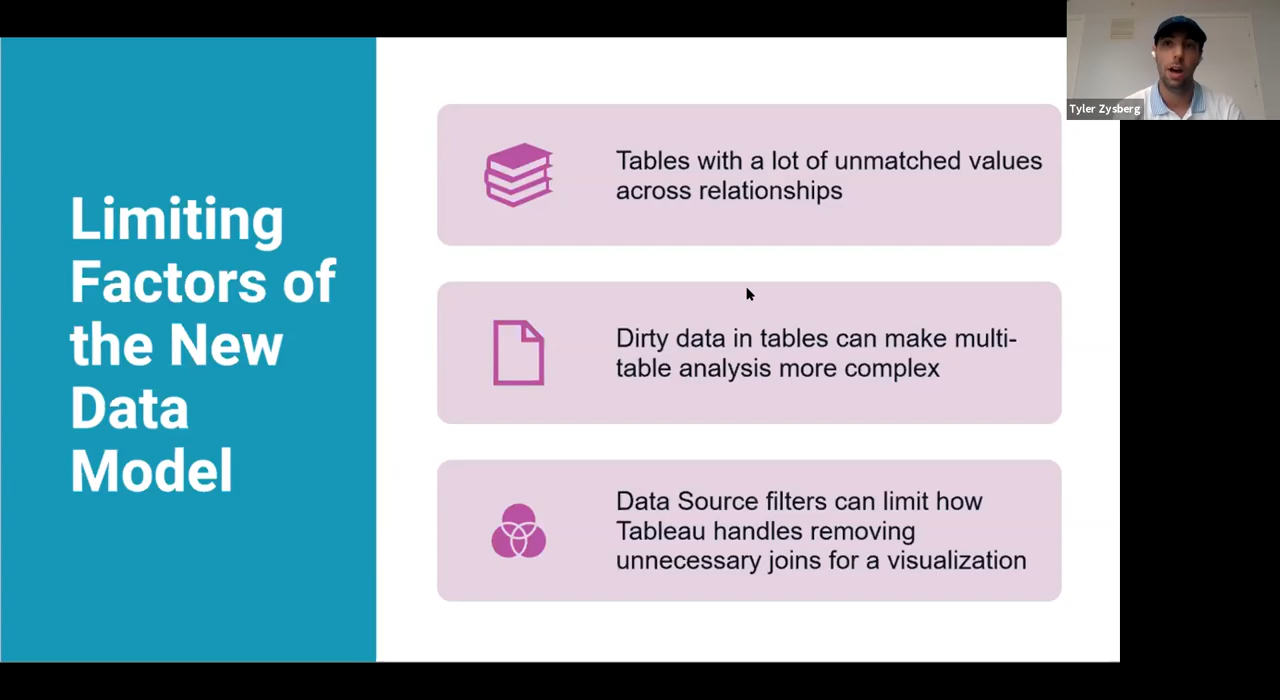 Limiting
Factors of
the New
Data
Model
Tables with a lot of unmatched values
across relationships
Dirty data in tables can make multi-
table analysis more complex
Data Source filters can limit how
Tableau handles removing
unnecessary joins for a visualization
Tyler Zysberg